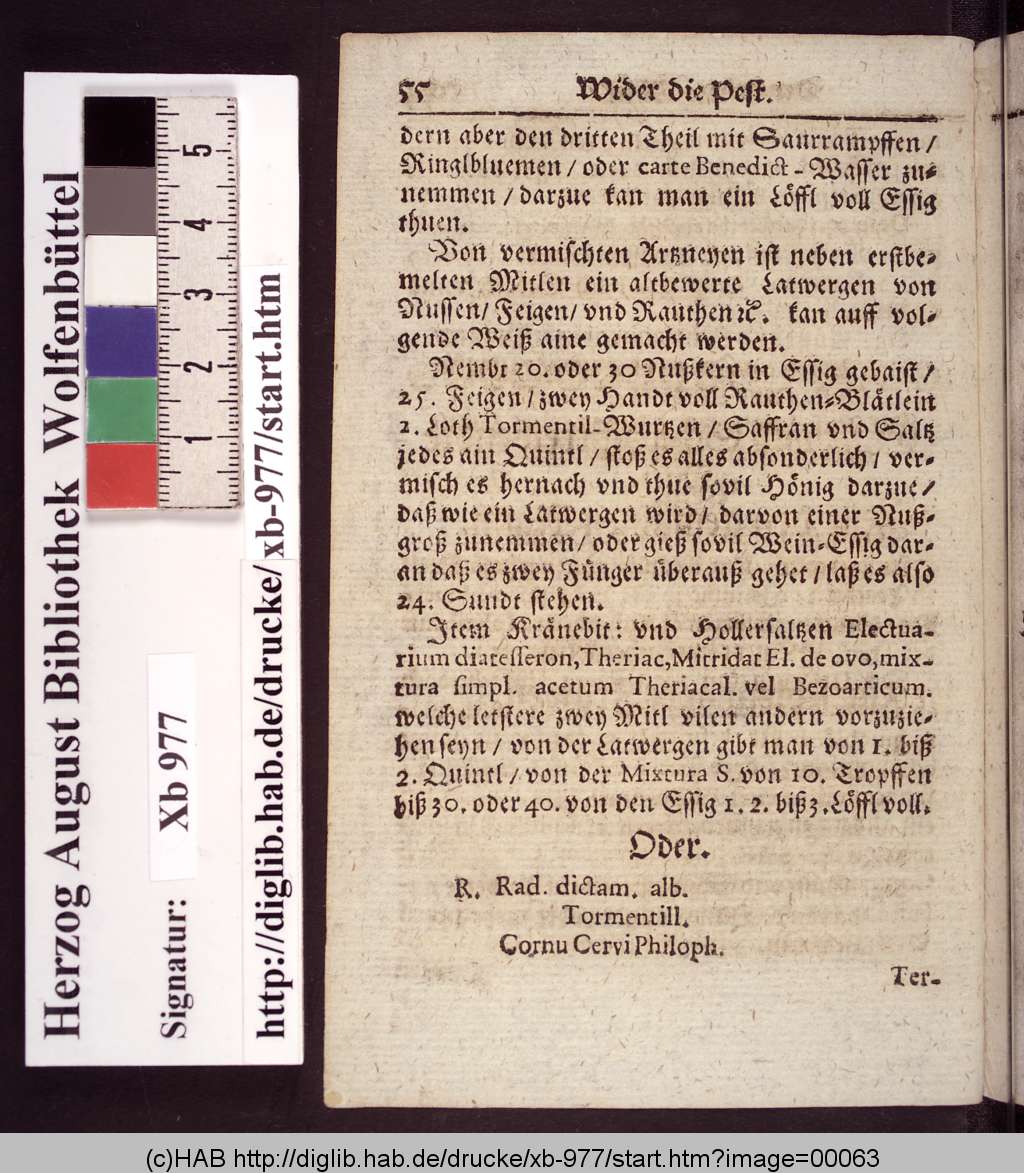 55 Wider die Pest.
dern aber den dritten Theil mit Saurrampffen /
Ringlbluemen / oder carte Benedict - Wasser zu-
nemmen / darzue kan man ein Löffl voll Essig
thuen.
Von vermischten Artzneyen ist neben erstbe-
melten Mitlen ein altbewerte Latwergen von
Nussen / Feigen / vnd Rauthen ꝛc. kan auff vol-
gende Weiß aine gemacht werden.
Nembt 20. oder 30 Nußkern in Essig gebaist /
25. Feigen / zwey Handt voll Rauthen-Blätlein
2. Loth Tormentil-Wurtzen / Saffran vnd Saltz
jedes ain Quintl / stoß es alles absonderlich / ver-
misch es hernach vnd thue sovil Hönig darzue /
daß wie ein Latwergen wird / darvon einer Nuß-
groß zunemmen / oder gieß sovil Wein-Essig dar-
an daß es zwey Fünger überauß gehet / laß es also
24. Sundt stehen.
Item Kränebit: vnd Hollersaltzen Electua-
rium diatesseron, Theriac, Mitridat El. de ovo, mix-
tura simpl. acetum Theriacal. vel Bezoarticum.
welche letstere zwey Mitl vilen andern vorzuzie-
hen seyn / von der Latwergen gibt man von 1. biß
2. Quintl / von der Mixtura S. von 10. Tropffen
biß 30. oder 40. von den Essig 1. 2. biß 3. Löffl voll.
Oder.
R. Rad. dictam. alb.
Tormentill.
Cornu Cervi Philoph.
Ter-
Herzog August Bibliothek Wolfenbüttel
Signatur: Xb 977
http://diglib.hab.de/drucke/xb-977/start.htm
5
4
3
2
1
(c)HAB http://diglib.hab.de/drucke/xb-977/start.htm?image=00063